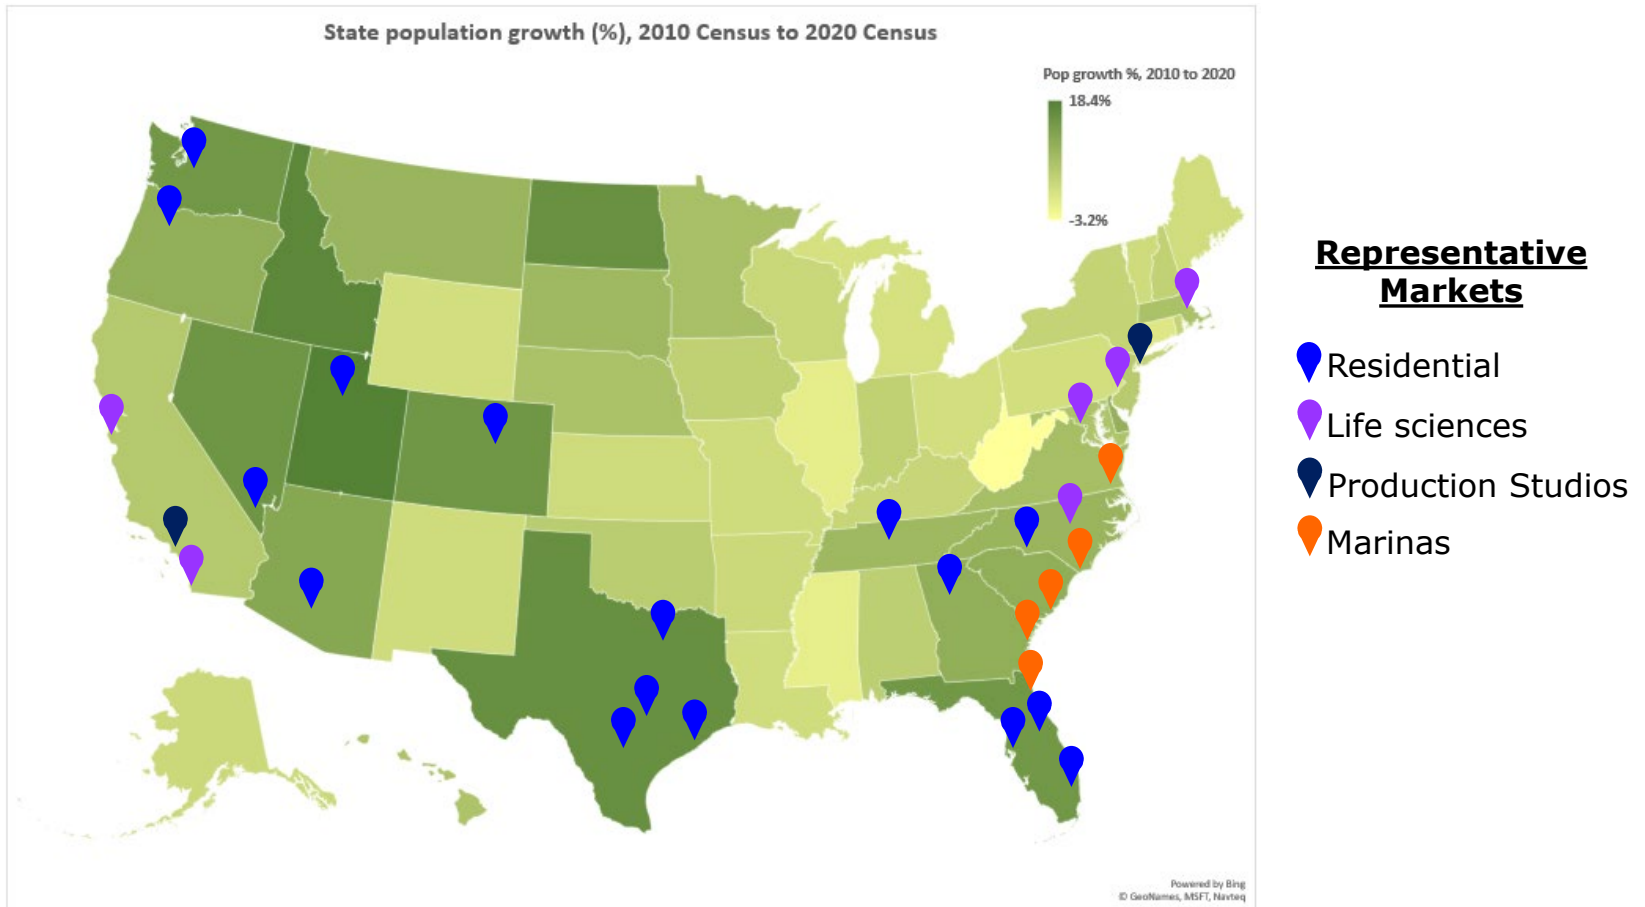 State population growth (%), 2010 Census to 2020 Census
Pop growth %, 2010 to 2020
18.4%
-3.2%
Representative
Markets
Residential
Life sciences
Production Studios
Marinas
Powered by Bing
© GeoNames, MSFT, Navteq